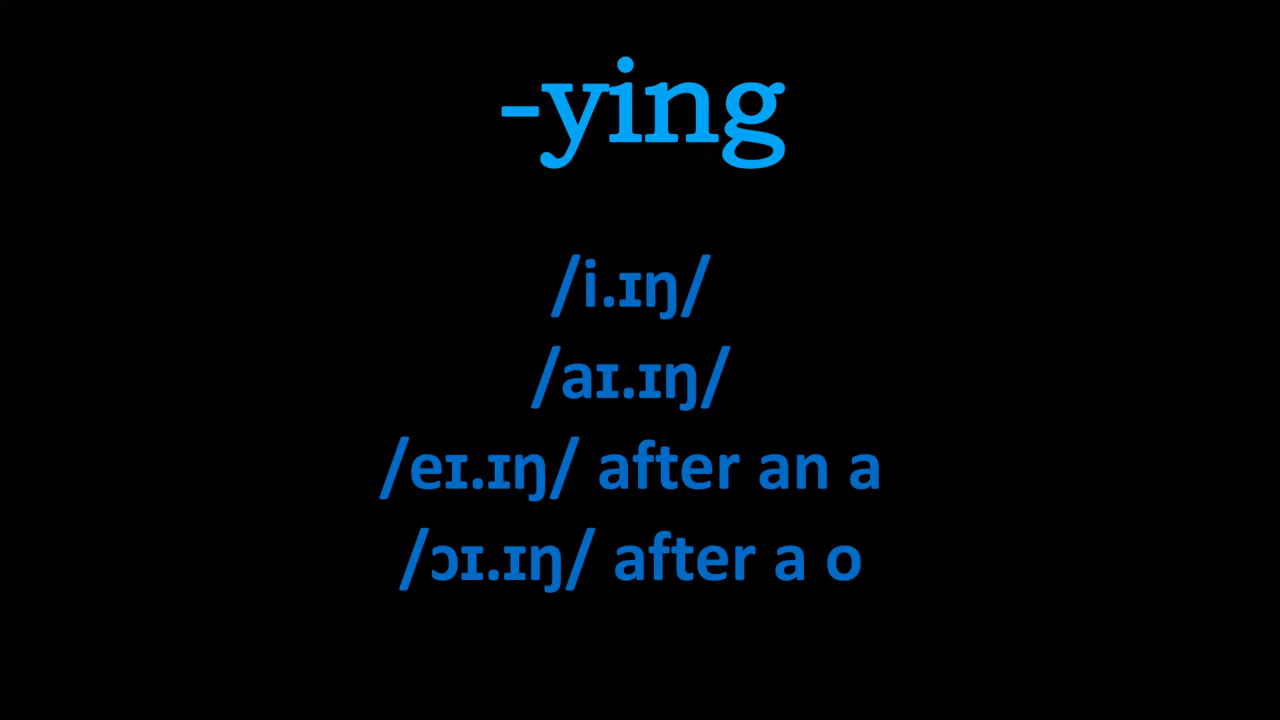 -ying
/i.ɪŋ/
/aɪ.ɪŋ/
/eɪ.ɪŋ/ after an a
/ɔɪ.ɪŋ/ after a o